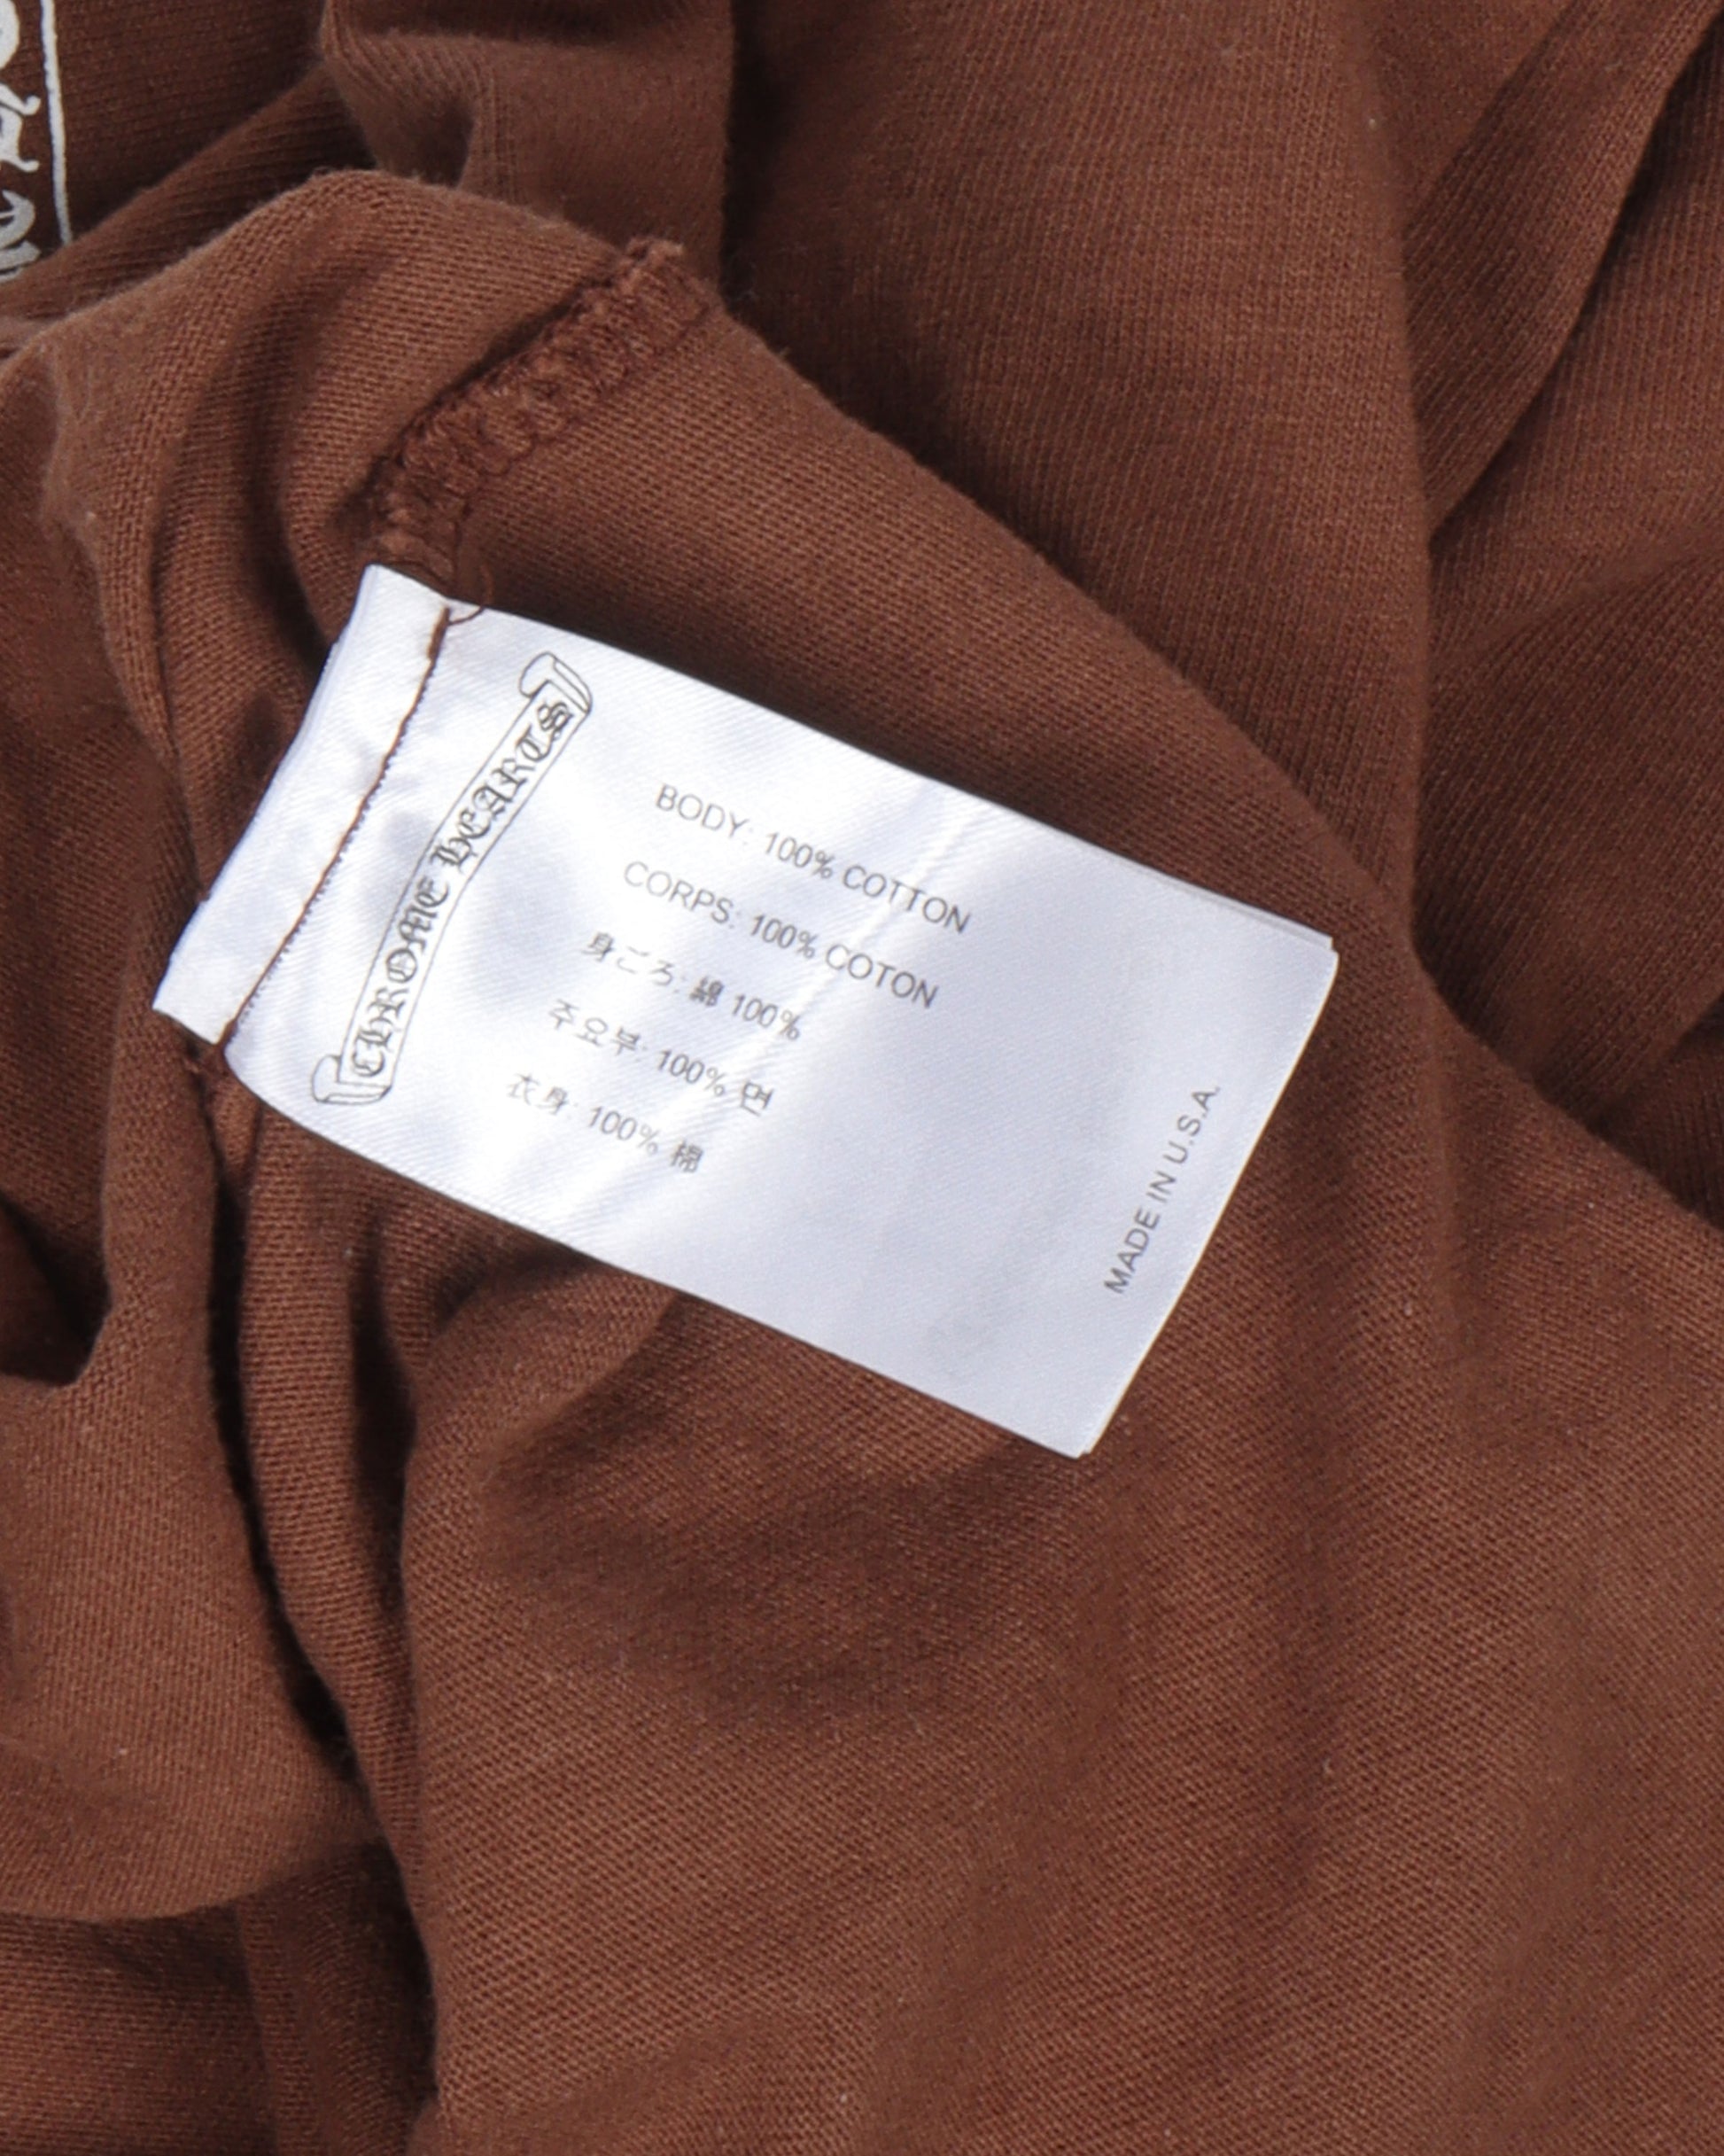 CHROME HEARTS
BODY: 100% COTTON
CORPS: 100% COTON
身ごろ: 綿 100%
주요부: 100% 면
衣身: 100% 棉
MADE IN U.S.A.